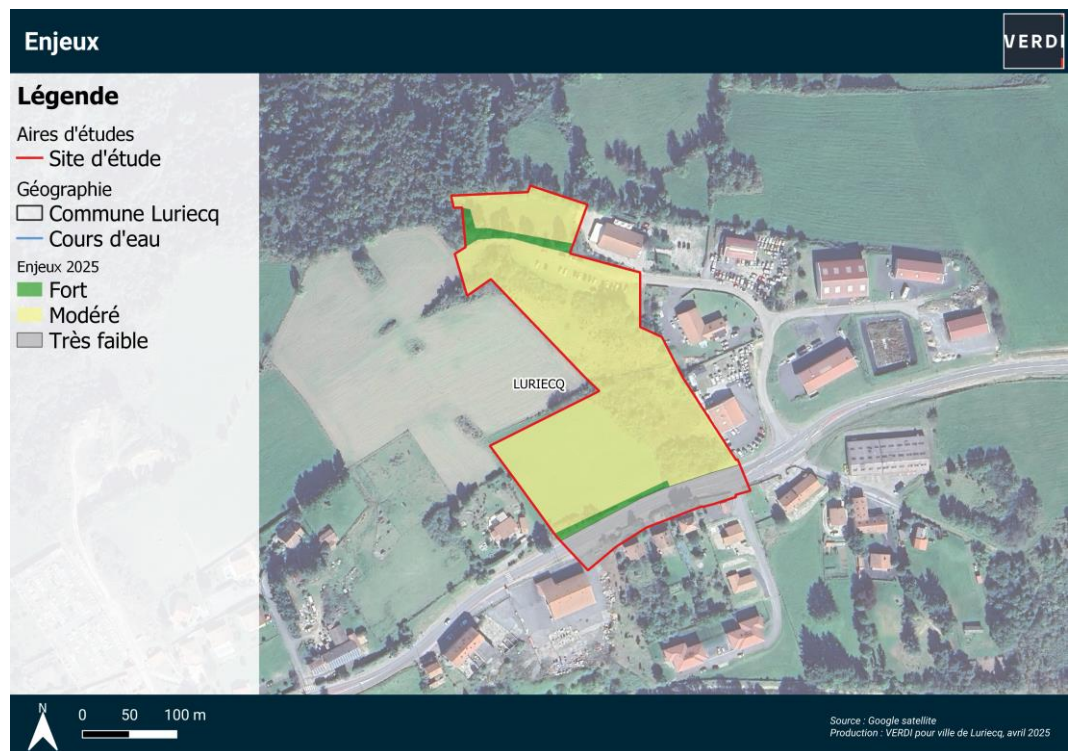 Enjeux
VERDI
Légende
Aires d'études
Site d'étude
Géographie
Commune Luriecq
Cours d'eau
Enjeux 2025
Fort
Modéré
Très faible
LURIECQ
N
0 50 100 m
Source : Google satellite
Production : VERDI pour ville de Luriecq, avril 2025